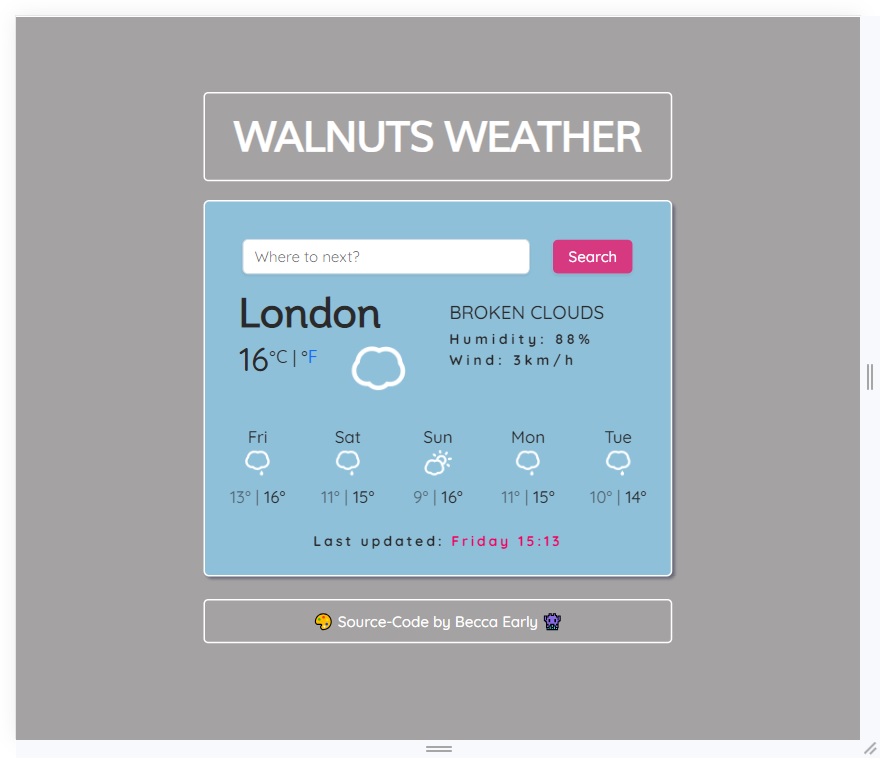 WALNUTS WEATHER
Where to next?
Search
London
BROKEN CLOUDS
Humidity: 88%
Wind: 3km/h
16°C | °F
Fri Sat Sun Mon Tue
13° | 16° 11° | 15° 9° | 16° 11° | 15° 10° | 14°
Last updated: Friday 15:13
Source-Code by Becca Early